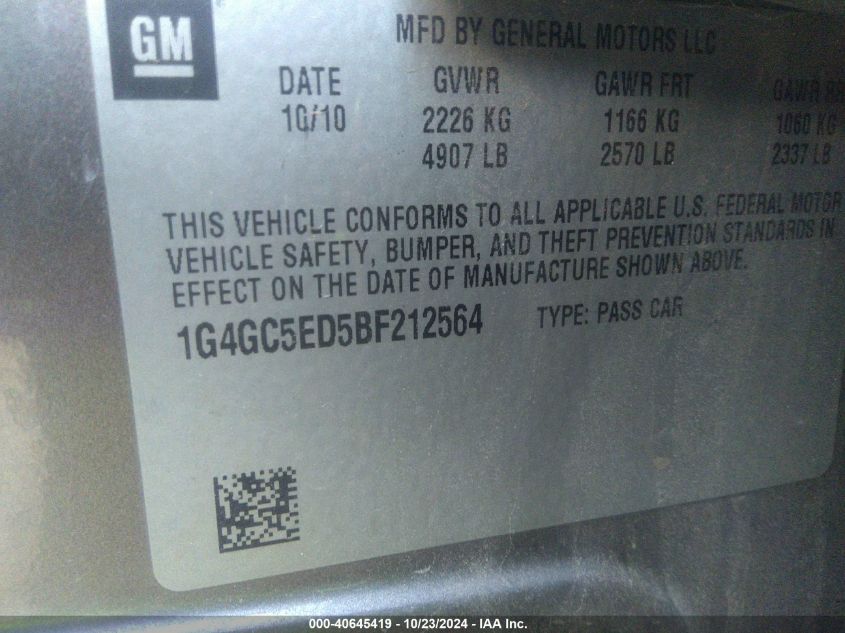 GM
MFD BY GENERAL MOTORS LLC
DATE GVWR GAWR FRT GAWR RR
10/10 2226 KG 1166 KG 1060 KG
4907 LB 2570 LB 2337 LB
THIS VEHICLE CONFORMS TO ALL APPLICABLE U.S. FEDERAL MOTOR
VEHICLE SAFETY, BUMPER, AND THEFT PREVENTION STANDARDS IN
EFFECT ON THE DATE OF MANUFACTURE SHOWN ABOVE.
1G4GC5ED5BF212564 TYPE: PASS CAR
000-40645419 - 10/23/2024 - IAA Inc.